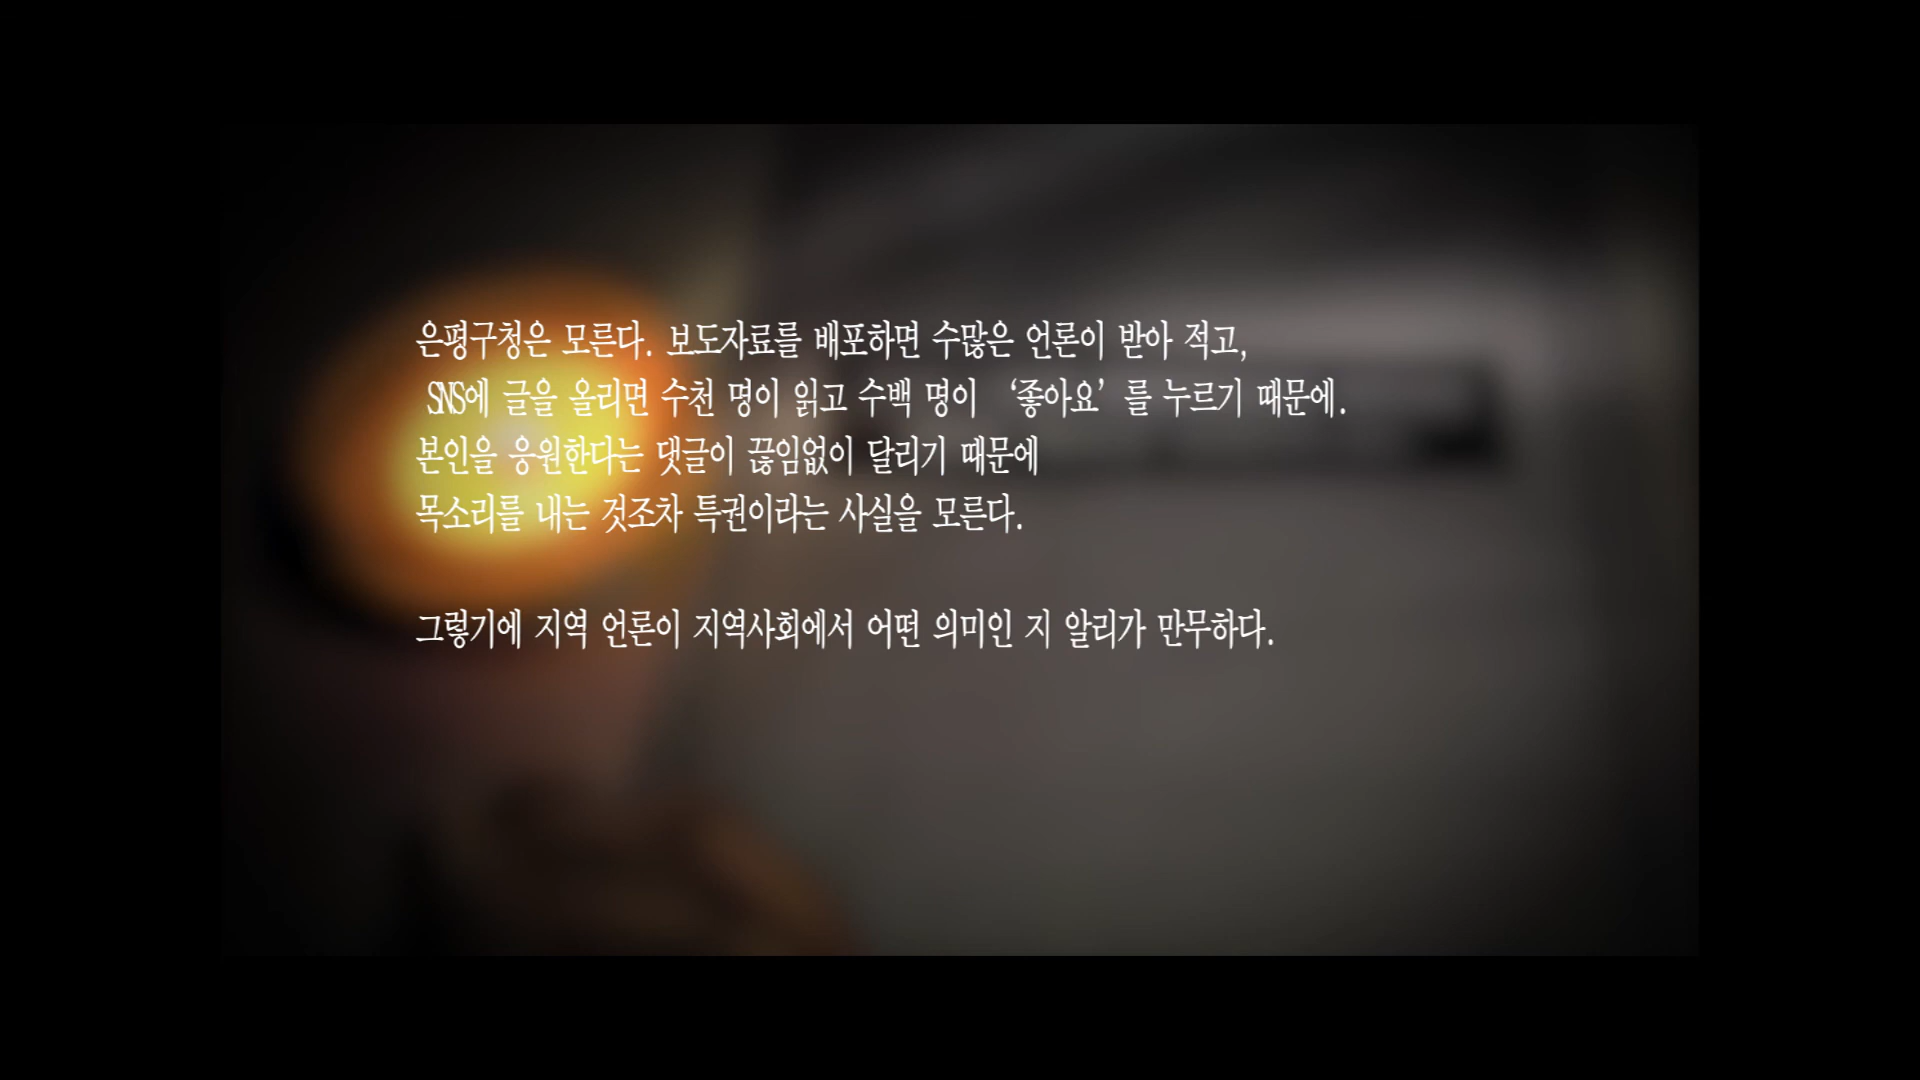 은평구청은 모른다. 보도자료를 배포하면 수많은 언론이 받아 적고,
SNS에 글을 올리면 수천 명이 읽고 수백 명이 ‘좋아요’를 누르기 때문에.
본인을 응원한다는 댓글이 끊임없이 달리기 때문에
목소리를 내는 것조차 특권이라는 사실을 모른다.
그렇기에 지역 언론이 지역사회에서 어떤 의미인 지 알리가 만무하다.